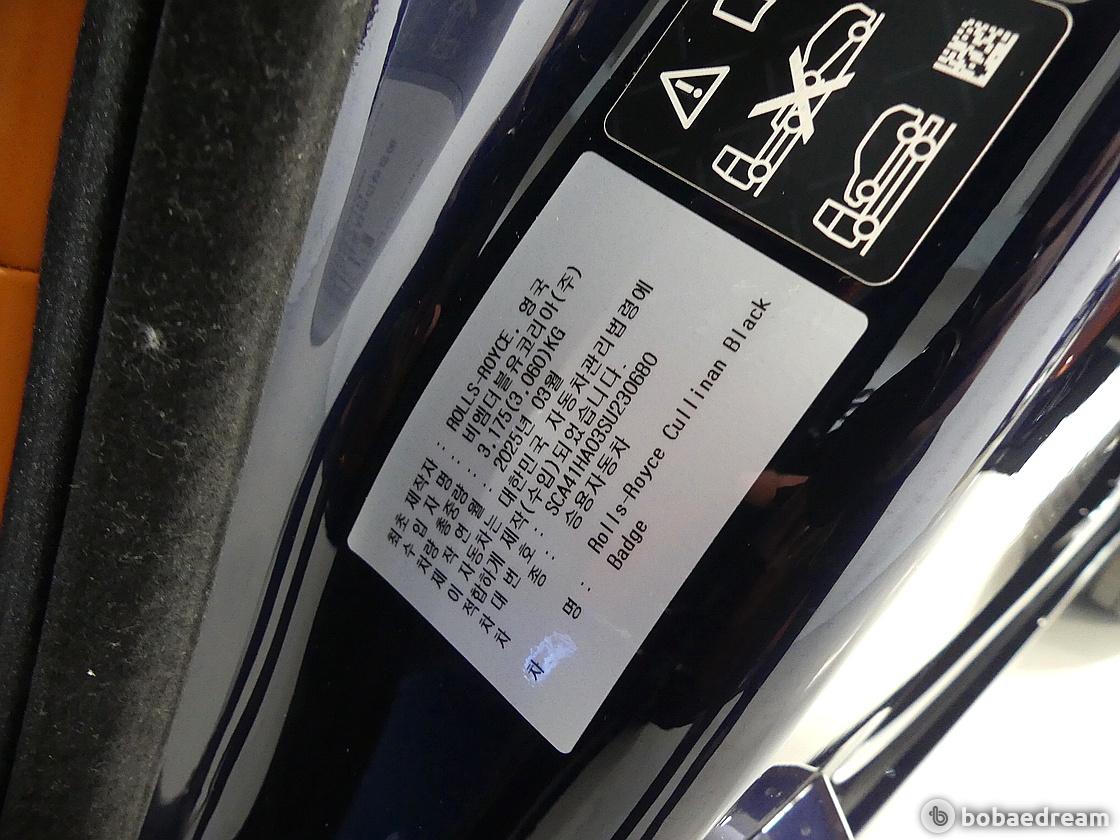 최초 제작자 : ROLLS-ROYCE, 영국
수 입 자 명 : 비엠더블유코리아(주)
차량 총중량 : 3,175(3,060)KG
제 작 연 월 : 2025년 03월
이 자동차는 대한민국 자동차관리법령에
적합하게 제작(수입)되었습니다.
차 대 번 호 : SCA41HA03SU230680
차 종 : 승용자동차
차 명 : Rolls-Royce Cullinan Black
Badge
bobaedream